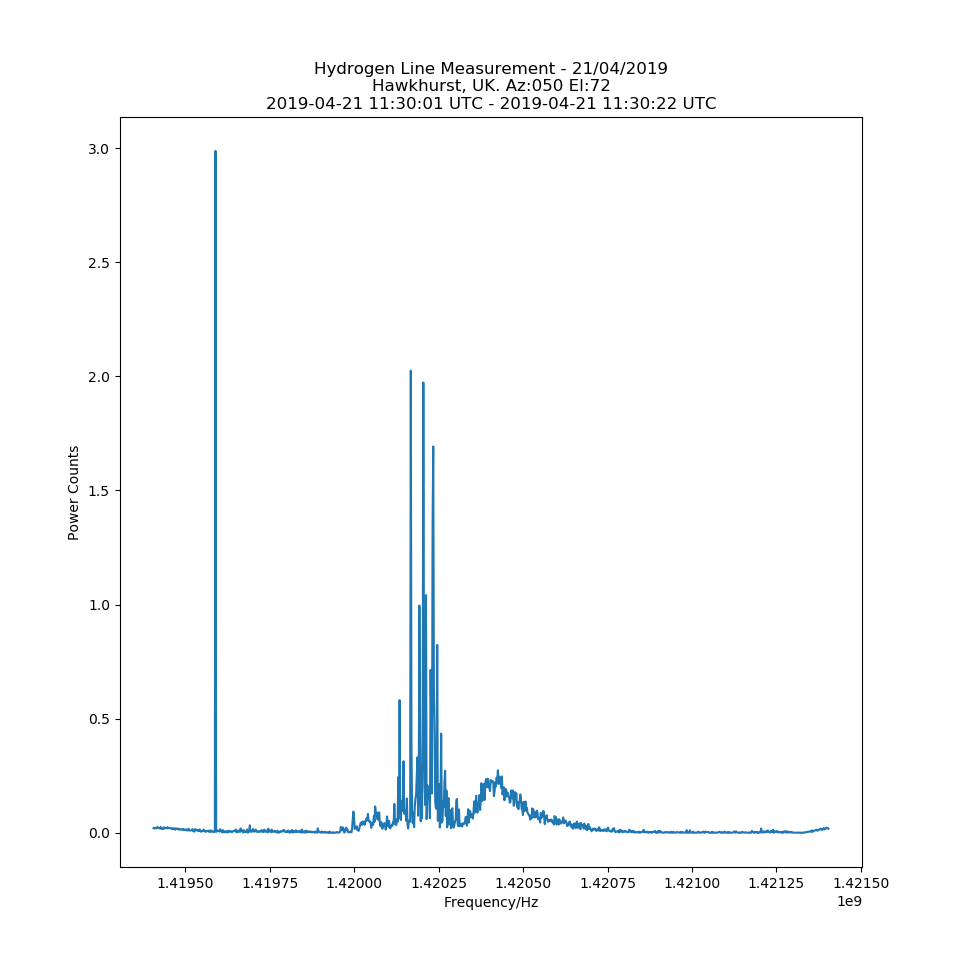 Hydrogen Line Measurement - 21/04/2019
Hawkhurst, UK. Az:050 El:72
2019-04-21 11:30:01 UTC - 2019-04-21 11:30:22 UTC
3.0
2.5
2.0
1.5
1.0
0.5
0.0
Power Counts
1.41950 1.41975 1.42000 1.42025 1.42050 1.42075 1.42100 1.42125 1.42150
Frequency/Hz
1e9